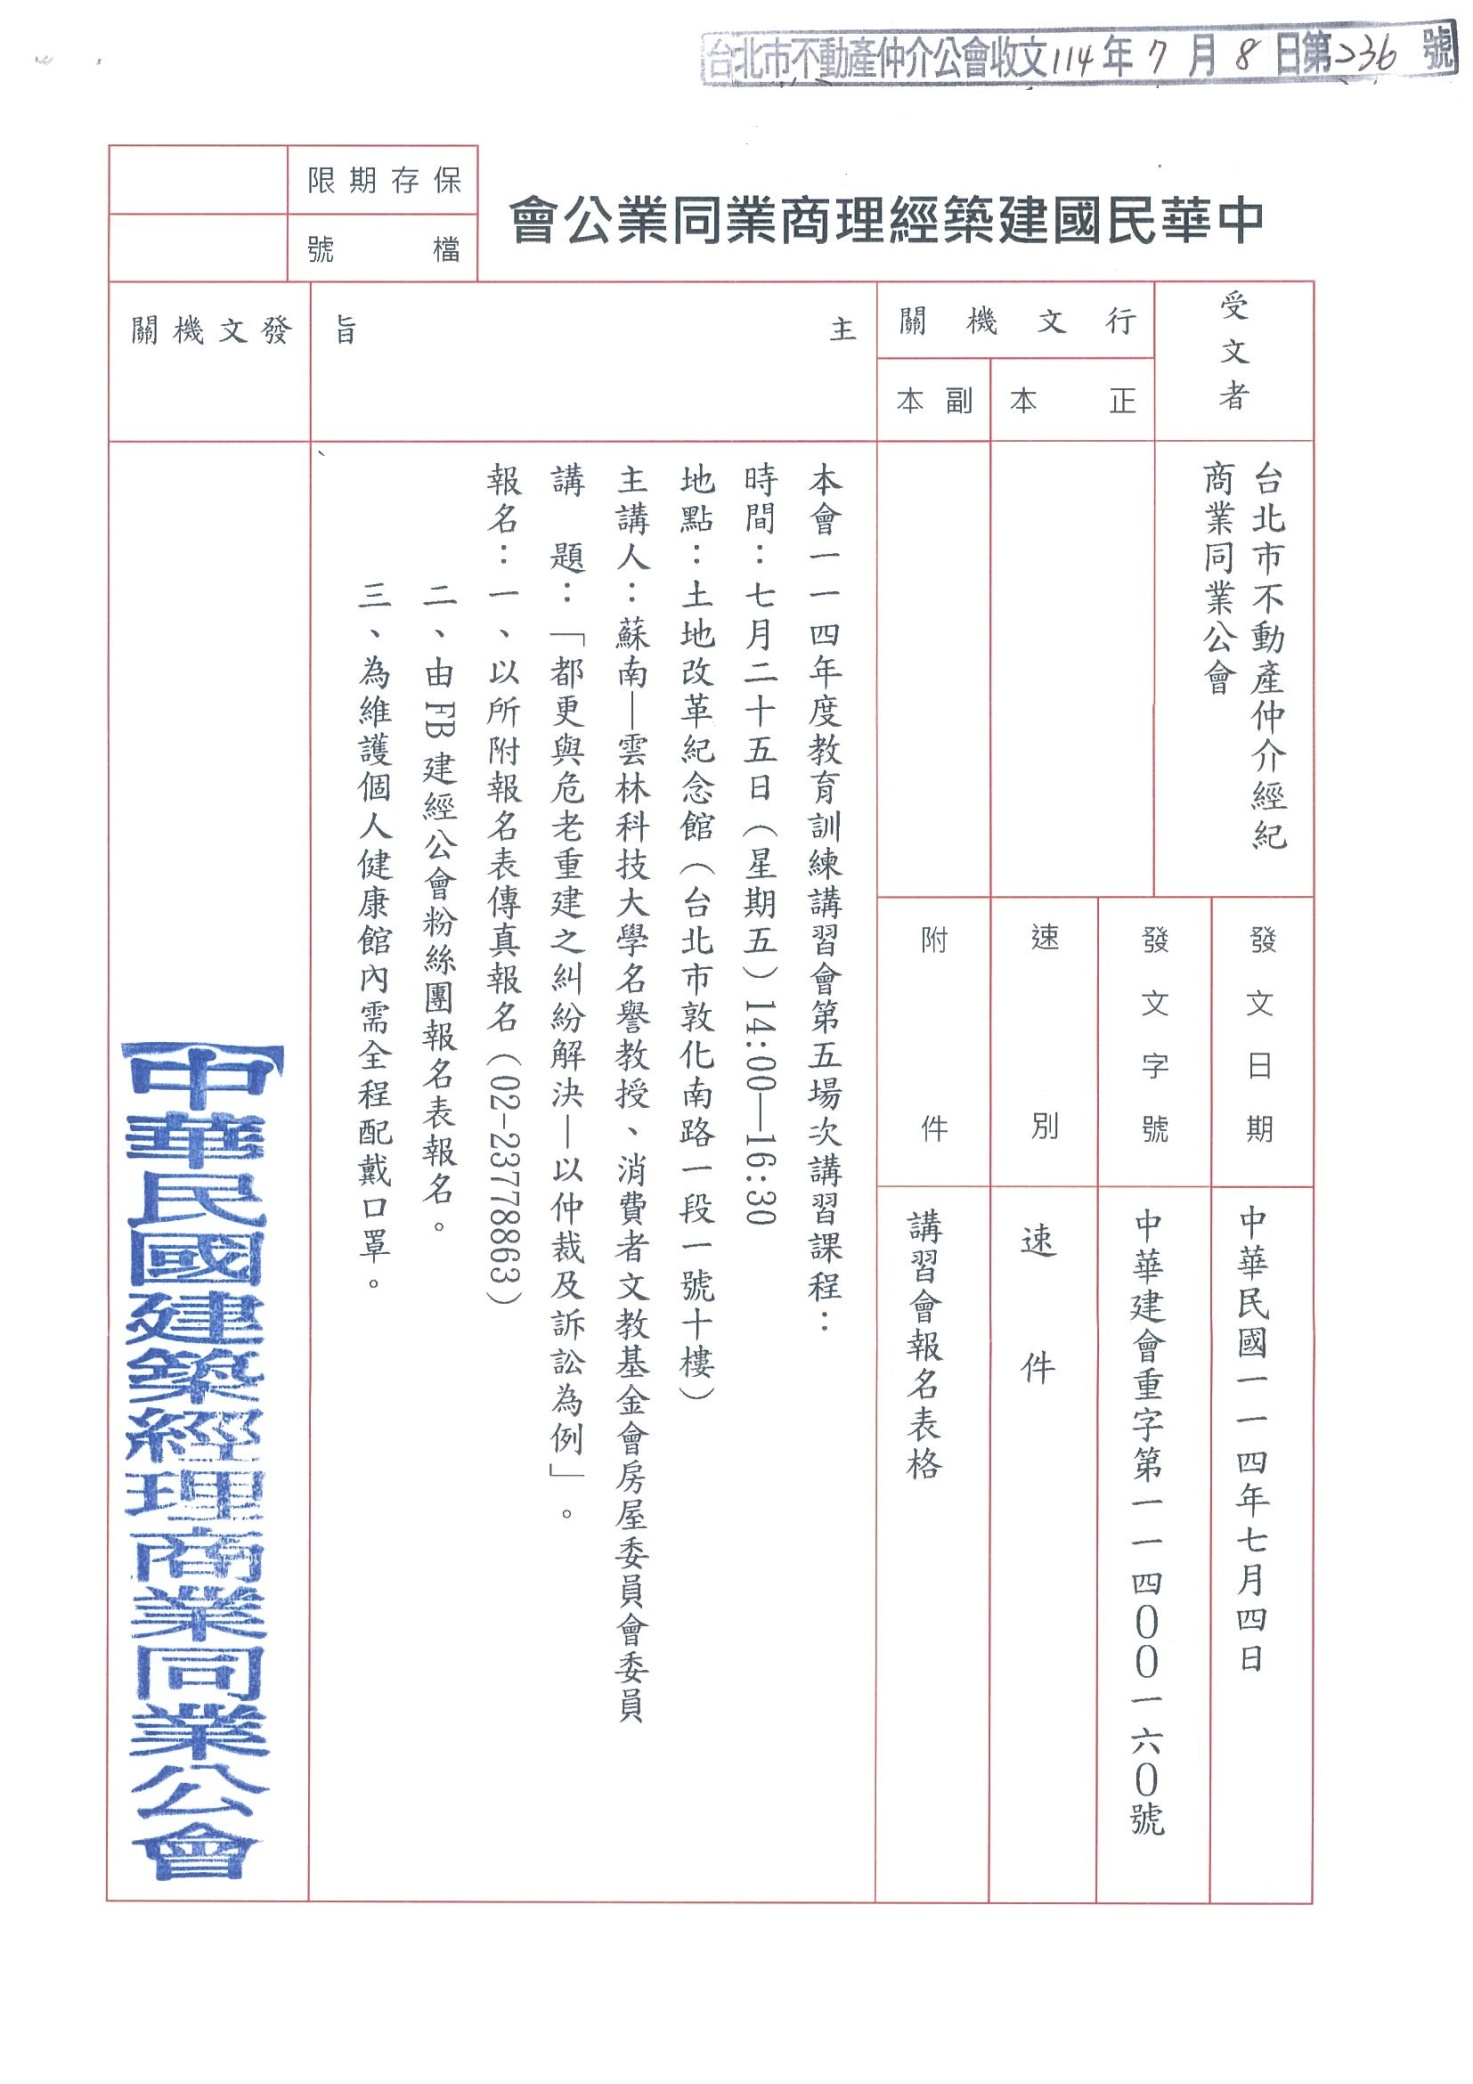 台北市不動產仲介公會收文114年7月8日第236號
中華民國建築經理商業同業公會
保存期限
檔號
受文者
台北市不動產仲介經紀
商業同業公會
行文機關
正本
副本
發文日期
中華民國一一四年七月四日
發文字號
中華建會重字第一一四00一六0號
速別
速件
附件
講習會報名表格
主旨
本會一一四年度教育訓練講習會第五場次講習課程：
時間：七月二十五日（星期五）14:00—16:30
地點：土地改革紀念館（台北市敦化南路一段一號十樓）
主講人：蘇南—雲林科技大學名譽教授、消費者文教基金會房屋委員會委員
講題：「都更與危老重建之糾紛解決—以仲裁及訴訟為例」。
報名：一、以所附報名表傳真報名（02-23778863）
二、由FB建經公會粉絲團報名表報名。
三、為維護個人健康館內需全程配戴口罩。
發文機關
中華民國建築經理商業同業公會